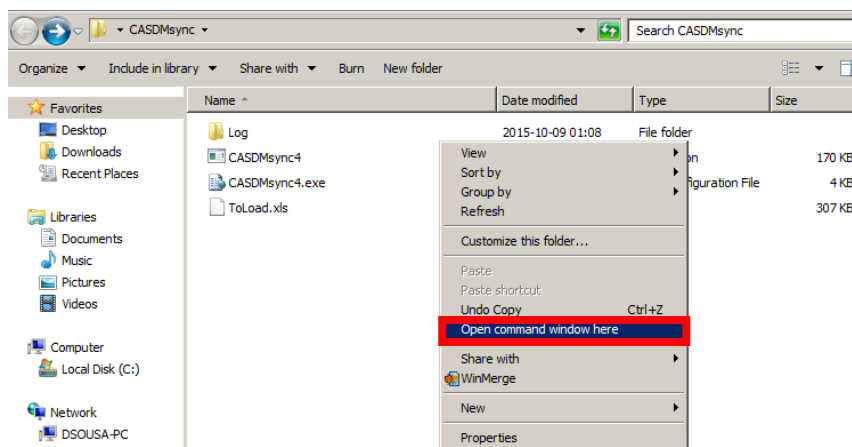 CASDMsync
Search CASDMsync
Organize Include in library Share with Burn New folder
Favorites
Desktop
Downloads
Recent Places
Libraries
Documents
Music
Pictures
Videos
Computer
Local Disk (C:)
Network
DSOUSA-PC
Name Date modified Type Size
Log 2015-10-09 01:08 File folder
CASDMsync4 170 KB
CASDMsync4.exe figuration File 4 KB
ToLoad.xls 307 KB
View
Sort by
Group by
Refresh
Customize this folder...
Paste
Paste shortcut
Undo Copy Ctrl+Z
Open command window here
Share with
WinMerge
New
Properties